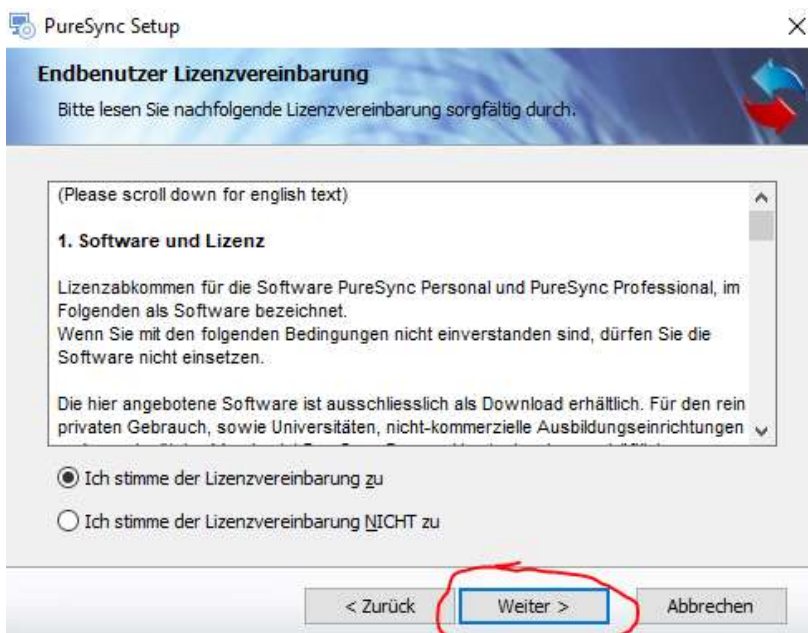 PureSync Setup
Endbenutzer Lizenzvereinbarung
Bitte lesen Sie nachfolgende Lizenzvereinbarung sorgfältig durch.
(Please scroll down for english text)
1. Software und Lizenz
Lizenzabkommen für die Software PureSync Personal und PureSync Professional, im
Folgenden als Software bezeichnet.
Wenn Sie mit den folgenden Bedingungen nicht einverstanden sind, dürfen Sie die
Software nicht einsetzen.
Die hier angebotene Software ist ausschliesslich als Download erhältlich. Für den rein
privaten Gebrauch, sowie Universitäten, nicht-kommerzielle Ausbildungseinrichtungen
Ich stimme der Lizenzvereinbarung zu
Ich stimme der Lizenzvereinbarung NICHT zu
< Zurück
Weiter >
Abbrechen